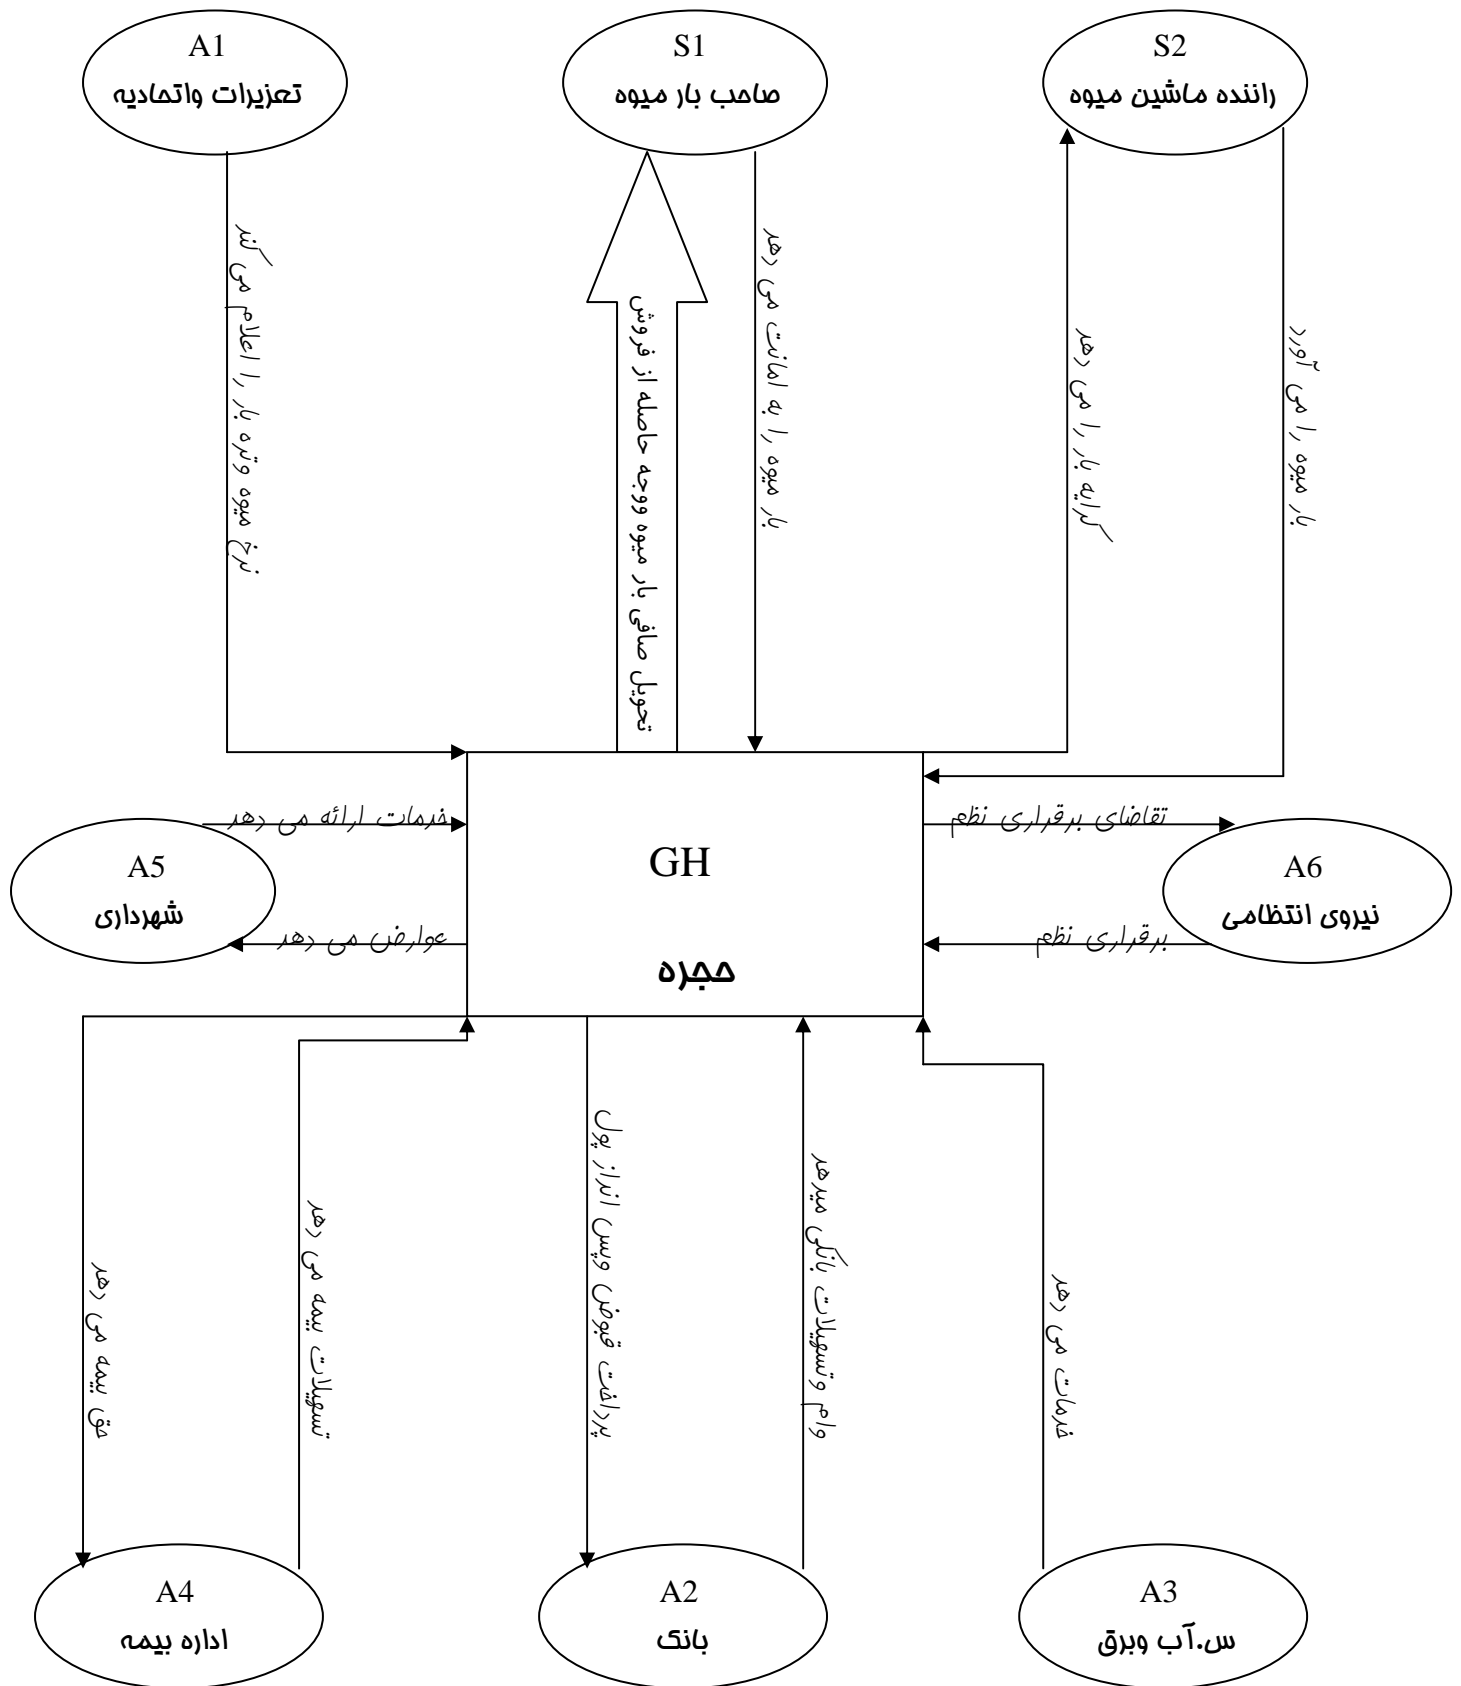 A1
تعزیرات واتحادیه
S1
صاحب بار میوه
S2
راننده ماشین میوه
نرخ میوه وتره بار را اعلام می کند
تحویل صافی بار میوه ووجه حاصله از فروش
بار میوه را به امانت می دهد
کرایه بار را می دهد
بار میوه را می آورد
خدمات ارائه می دهد
تقاضای برقراری نظم
A5
شهرداری
GH
حجره
A6
نیروی انتظامی
عوارض می دهد
برقراری نظم
حق بیمه می دهد
تسهیلات بیمه می دهد
پرداخت قبوض وپس انداز پول
وام وتسهیلات بانکی میدهد
خدمات می دهد
A4
اداره بیمه
A2
بانک
A3
س.آب وبرق